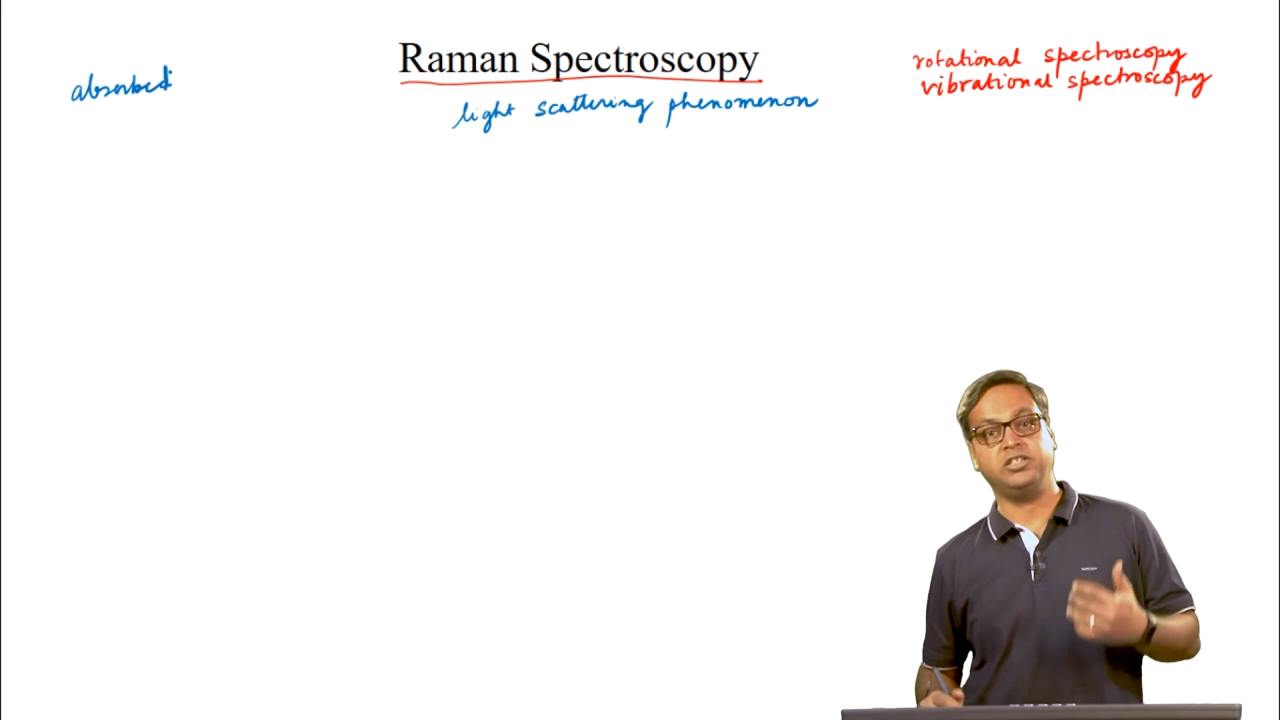 Raman Spectroscopy
absorbed
light scattering phenomenon
rotational spectroscopy
vibrational spectroscopy